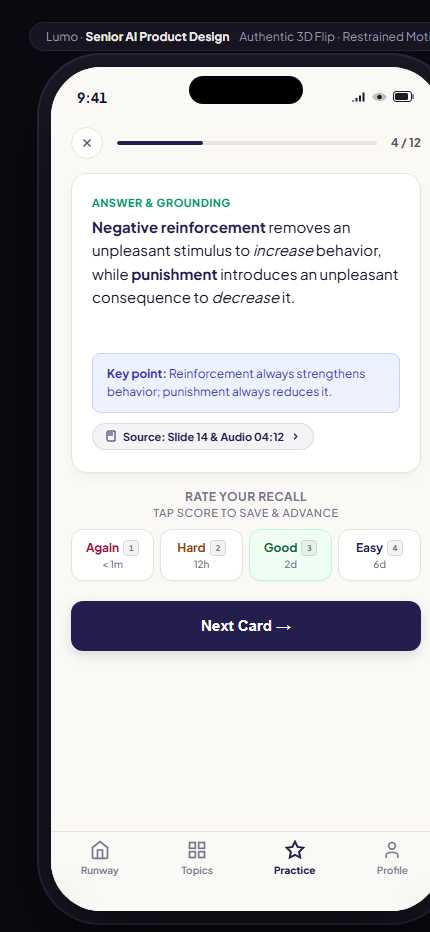 Lumo · Senior AI Product Design Authentic 3D Flip · Restrained
9:41
4 / 12
ANSWER & GROUNDING
Negative reinforcement removes an
unpleasant stimulus to increase behavior,
while punishment introduces an unpleasant
consequence to decrease it.
Key point: Reinforcement always strengthens
behavior; punishment always reduces it.
Source: Slide 14 & Audio 04:12
RATE YOUR RECALL
TAP SCORE TO SAVE & ADVANCE
Again 1 Hard 2 Good 3 Easy 4
< 1m 12h 2d 6d
Next Card →
Runway Topics Practice Profile